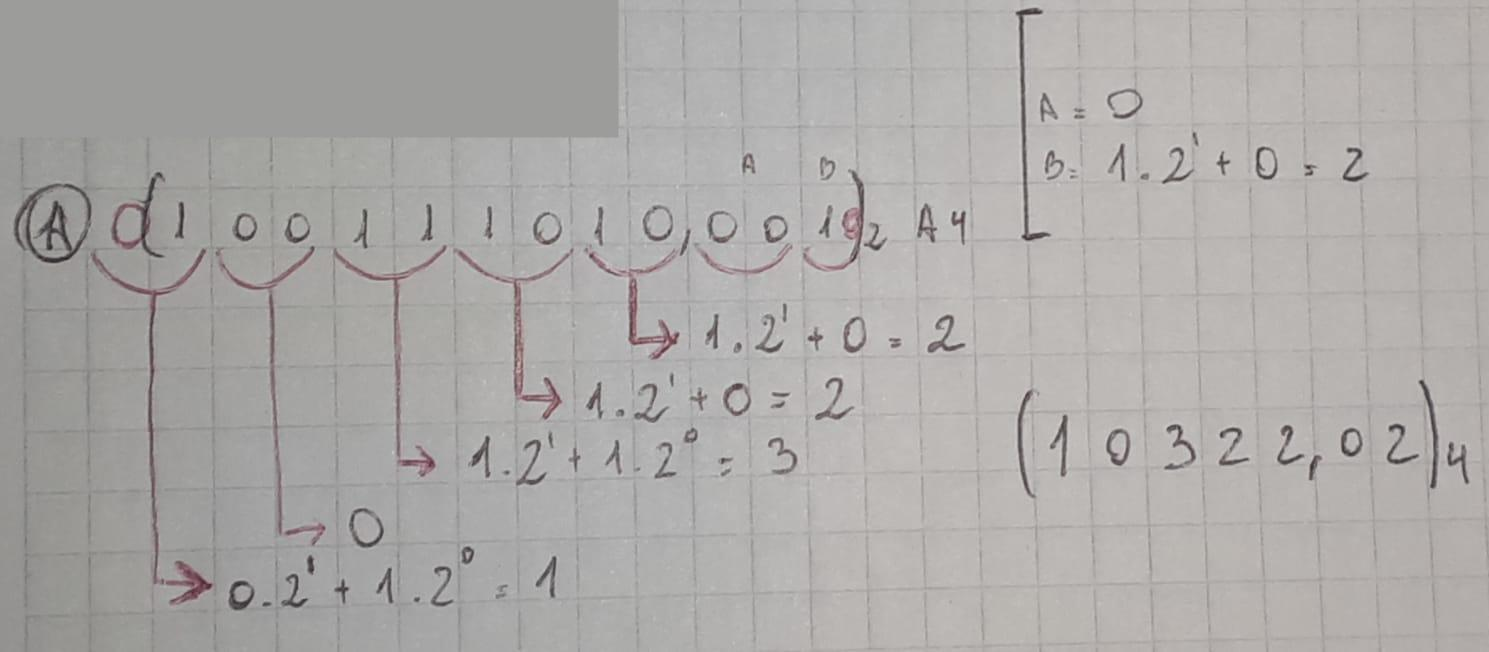 A = 0
B = 1.2¹ + 0 = 2
A B
Ⓐ 0(1 0 0 1 1 1 0 1 0,0 0 1 0)₂ A 4
1.2¹ + 0 = 2
1.2¹ + 0 = 2
1.2¹ + 1.2⁰ = 3
(1 0 3 2 2,0 2)₄
0
0.2¹ + 1.2⁰ = 1